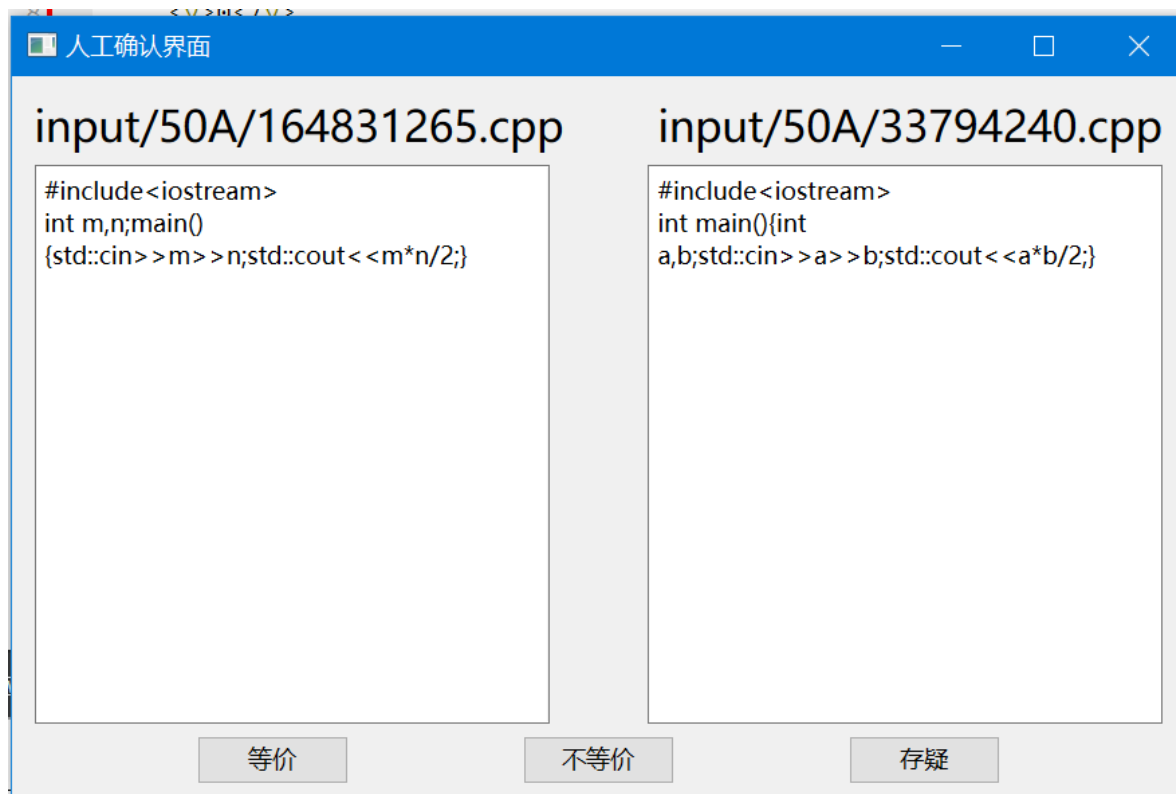 人工确认界面
input/50A/164831265.cpp
input/50A/33794240.cpp
#include<iostream>
int m,n;main()
{std::cin>>m>>n;std::cout<<m*n/2;}
#include<iostream>
int main(){int
a,b;std::cin>>a>>b;std::cout<<a*b/2;}
等价
不等价
存疑